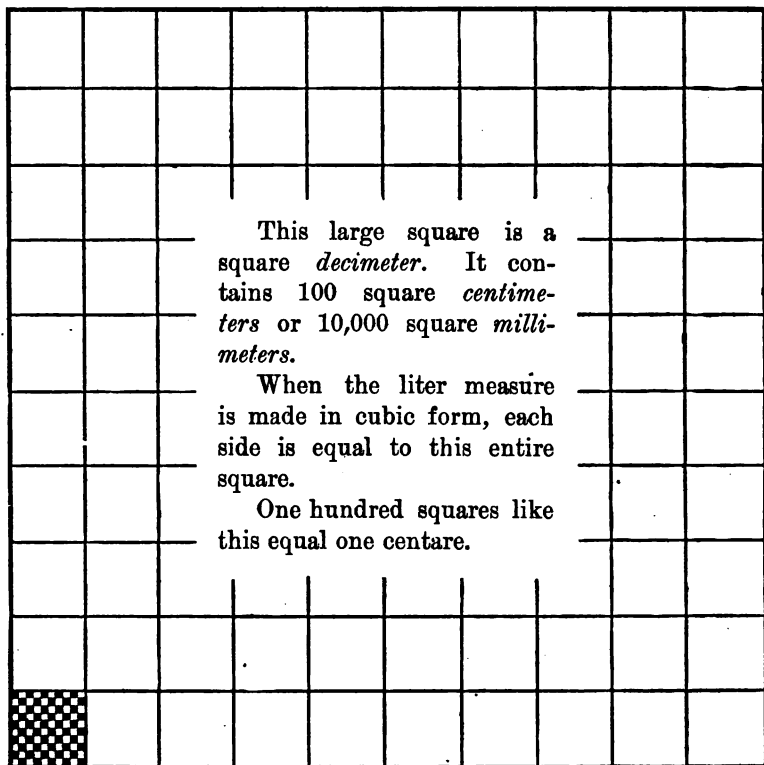 This large square is a
square decimeter. It con-
tains 100 square centime-
ters or 10,000 square milli-
meters.
When the liter measure
is made in cubic form, each
side is equal to this entire
square.
One hundred squares like
this equal one centare.